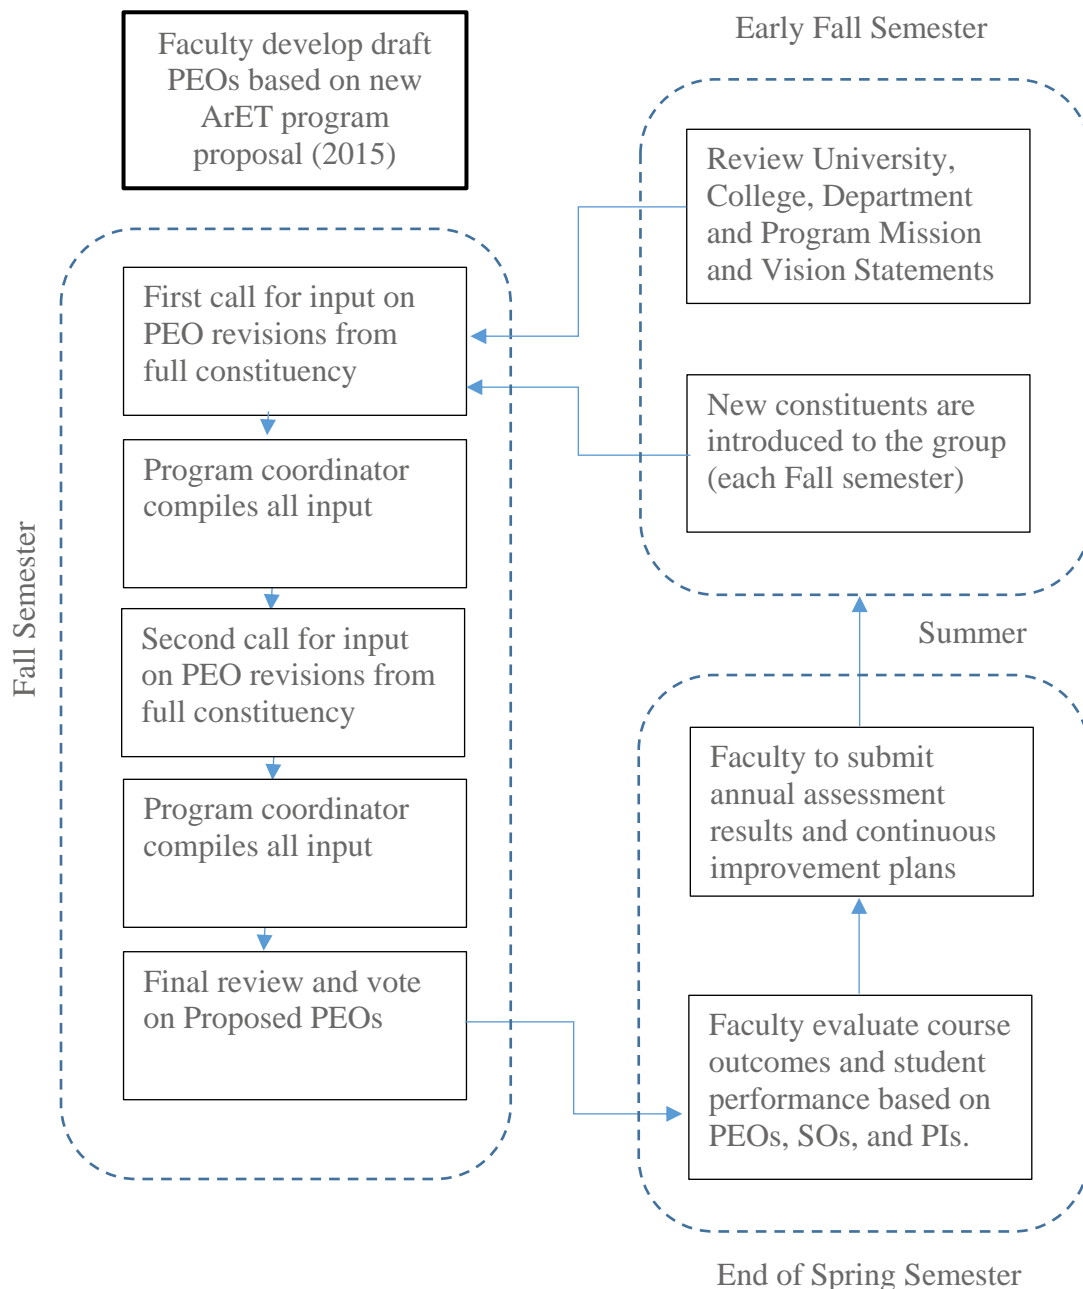 Faculty develop draft
PEOs based on new
ArET program
proposal (2015)
Early Fall Semester
Review University,
College, Department
and Program Mission
and Vision Statements
New constituents are
introduced to the group
(each Fall semester)
Fall Semester
First call for input on
PEO revisions from
full constituency
Program coordinator
compiles all input
Second call for input
on PEO revisions from
full constituency
Program coordinator
compiles all input
Final review and vote
on Proposed PEOs
Summer
Faculty to submit
annual assessment
results and continuous
improvement plans
Faculty evaluate course
outcomes and student
performance based on
PEOs, SOs, and PIs.
End of Spring Semester